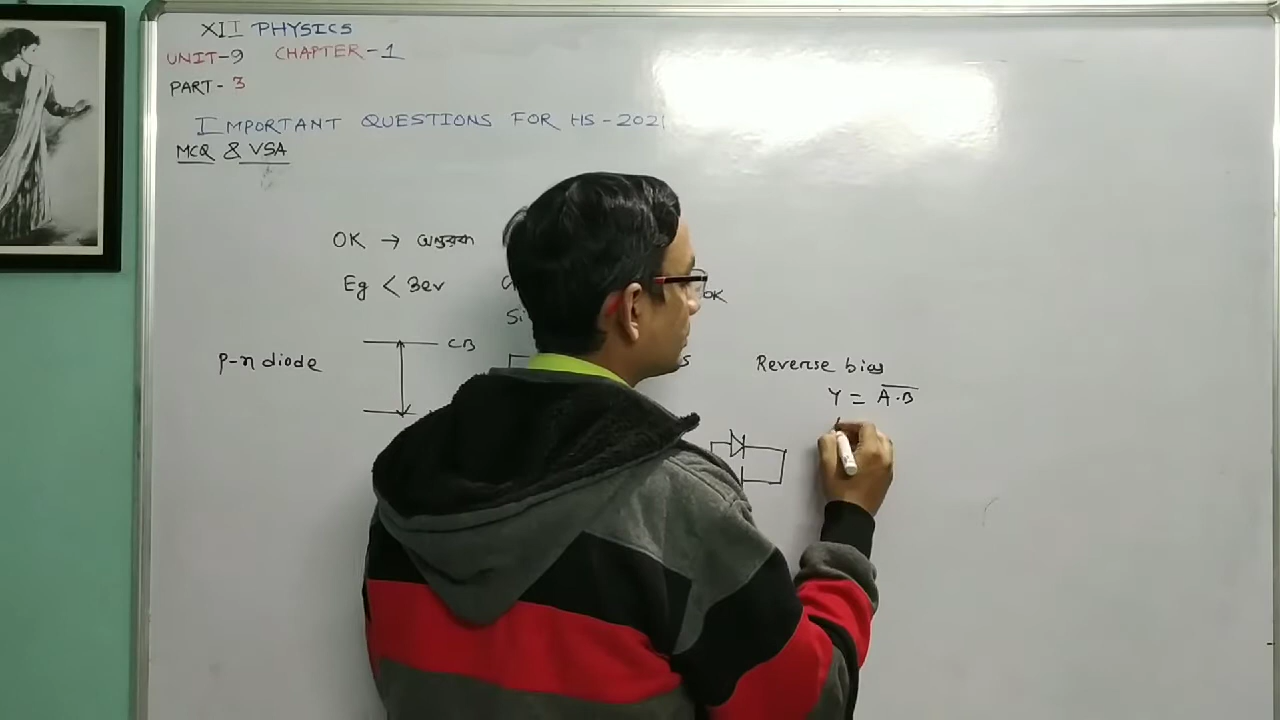 XII PHYSICS
UNIT-9 CHAPTER-1
PART-3
IMPORTANT QUESTIONS FOR HS-2021
MCQ & VSA
OK →
Eg < 3ev
OK
Si
p-n diode
CB
Reverse bias
Y = \overline{A.B}